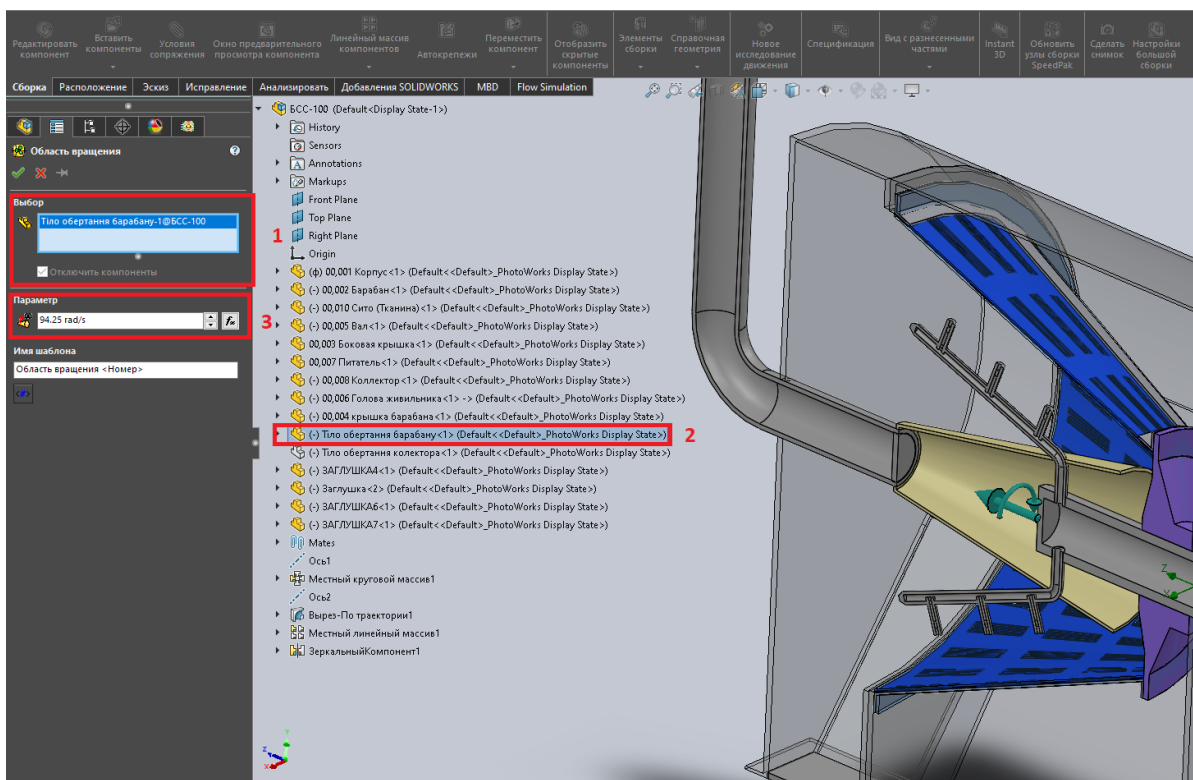 Редактировать компонент
Вставить компоненты
Условия сопряжения
Окно предварительного просмотра компонента
Линейный массив компонентов
Автокрепежи
Переместить компонент
Отобразить скрытые компоненты
Элементы сборки
Справочная геометрия
Новое исследование движения
Спецификация
Вид с разнесенными частями
Instant 3D
Обновить узлы сборки SpeedPak
Сделать снимок
Настройки большой сборки
Сборка Расположение Эскиз Исправление Анализировать Добавления SOLIDWORKS MBD Flow Simulation
Область вращения
Выбор
Тіло обертання барабану-1@БСС-100
Отключить компоненты
1
Параметр
94.25 rad/s
3
Имя шаблона
Область вращения <Номер>
БСС-100 (Default<Display State-1>)
History
Sensors
Annotations
Markups
Front Plane
Top Plane
Right Plane
Origin
(ф) 00,001 Корпус<1> (Default<<Default>_PhotoWorks Display State>)
(-) 00,002 Барабан<1> (Default<<Default>_PhotoWorks Display State>)
(-) 00,010 Сито (Тканина)<1> (Default<<Default>_PhotoWorks Display State>)
(-) 00,005 Вал<1> (Default<<Default>_PhotoWorks Display State>)
00,003 Боковая крышка<1> (Default<<Default>_PhotoWorks Display State>)
00,007 Питатель<1> (Default<<Default>_PhotoWorks Display State>)
(-) 00,008 Коллектор<1> (Default<<Default>_PhotoWorks Display State>)
(-) 00,006 Голова живильника<1> -> (Default<<Default>_PhotoWorks Display State>)
(-) 00,004 крышка барабана<1> (Default<<Default>_PhotoWorks Display State>)
(-) Тіло обертання барабану<1> (Default<<Default>_PhotoWorks Display State>) 2
(-) Тіло обертання колектора<1> (Default<<Default>_PhotoWorks Display State>)
(-) ЗАГЛУШКА4<1> (Default<<Default>_PhotoWorks Display State>)
(-) Заглушка<2> (Default<<Default>_PhotoWorks Display State>)
(-) ЗАГЛУШКА6<1> (Default<<Default>_PhotoWorks Display State>)
(-) ЗАГЛУШКА7<1> (Default<<Default>_PhotoWorks Display State>)
Mates
Ось1
Местный круговой массив1
Ось2
Вырез-По траектории1
Местный линейный массив1
ЗеркальныйКомпонент1